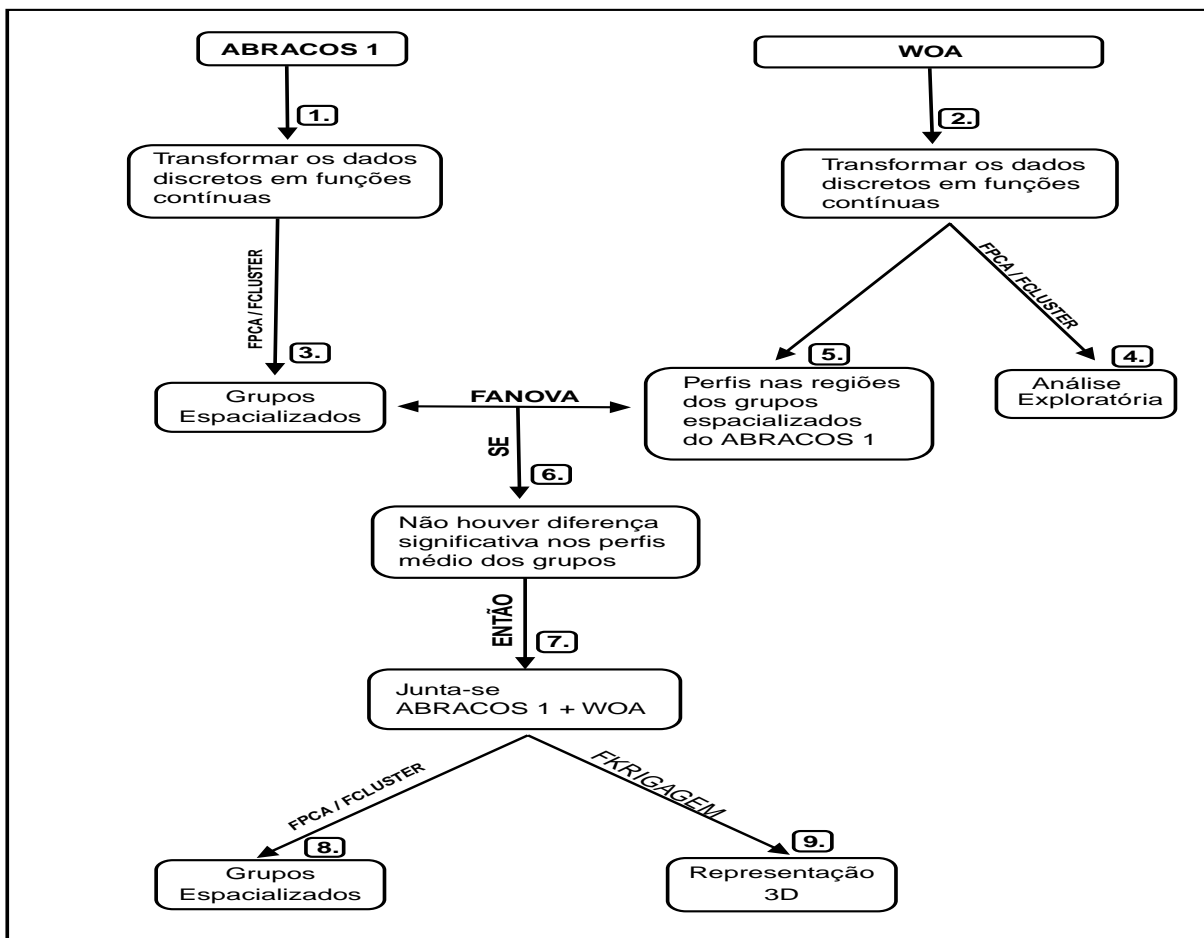 ABRACOS 1
WOA
1.
2.
Transformar os dados
discretos em funções
contínuas
Transformar os dados
discretos em funções
contínuas
FPCA / FCLUSTER
FPCA / FCLUSTER
3.
5.
4.
Grupos
Espacializados
FANOVA
Perfis nas regiões
dos grupos
espacializados
do ABRACOS 1
Análise
Exploratória
SE
6.
Não houver diferença
significativa nos perfis
médio dos grupos
ENTÃO
7.
Junta-se
ABRACOS 1 + WOA
FPCA / FCLUSTER
FKRIGAGEM
8.
9.
Grupos
Espacializados
Representação
3D